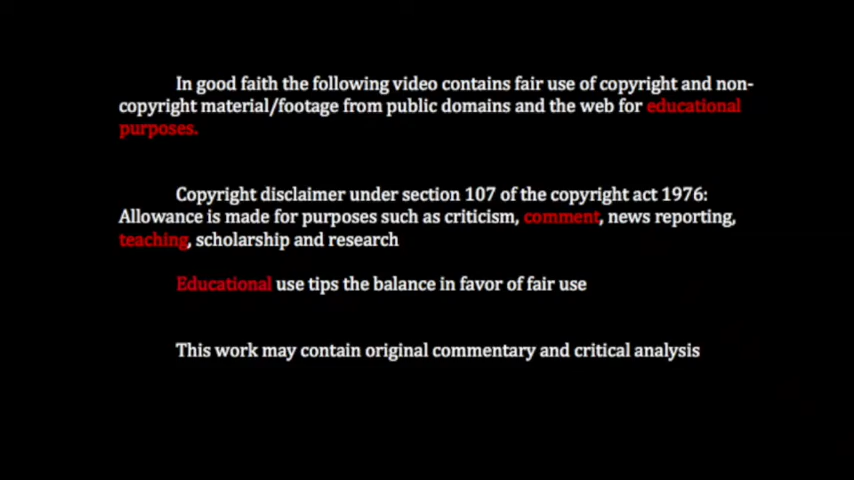 In good faith the following video contains fair use of copyright and non-
copyright material/footage from public domains and the web for educational
purposes.
Copyright disclaimer under section 107 of the copyright act 1976:
Allowance is made for purposes such as criticism, comment, news reporting,
teaching, scholarship and research
Educational use tips the balance in favor of fair use
This work may contain original commentary and critical analysis